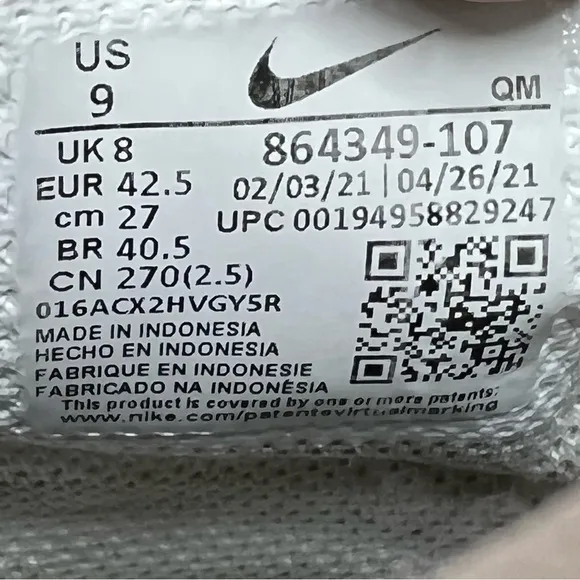 US
9
QM
UK 8
864349-107
EUR 42.5
02/03/21 | 04/26/21
cm 27
UPC 00194958829247
BR 40.5
CN 270(2.5)
016ACX2HVGY5R
MADE IN INDONESIA
HECHO EN INDONESIA
FABRIQUE EN INDONESIE
FABRICADO NA INDONÉSIA
This product is covered by one or more patents:
www.nike.com/patentsvirtualmarking